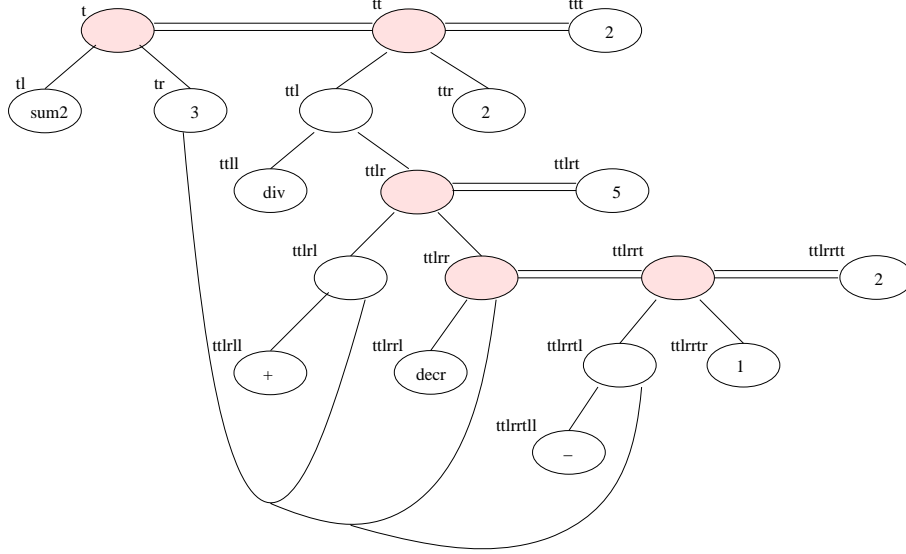 t
tt
ttt
2
tl
sum2
tr
3
ttl
ttr
2
ttll
div
ttlr
ttlrt
5
ttlrl
ttlrr
ttlrrt
ttlrrtt
2
ttlrll
+
ttlrrl
decr
ttlrrtl
ttlrrtr
1
ttlrrtll
−